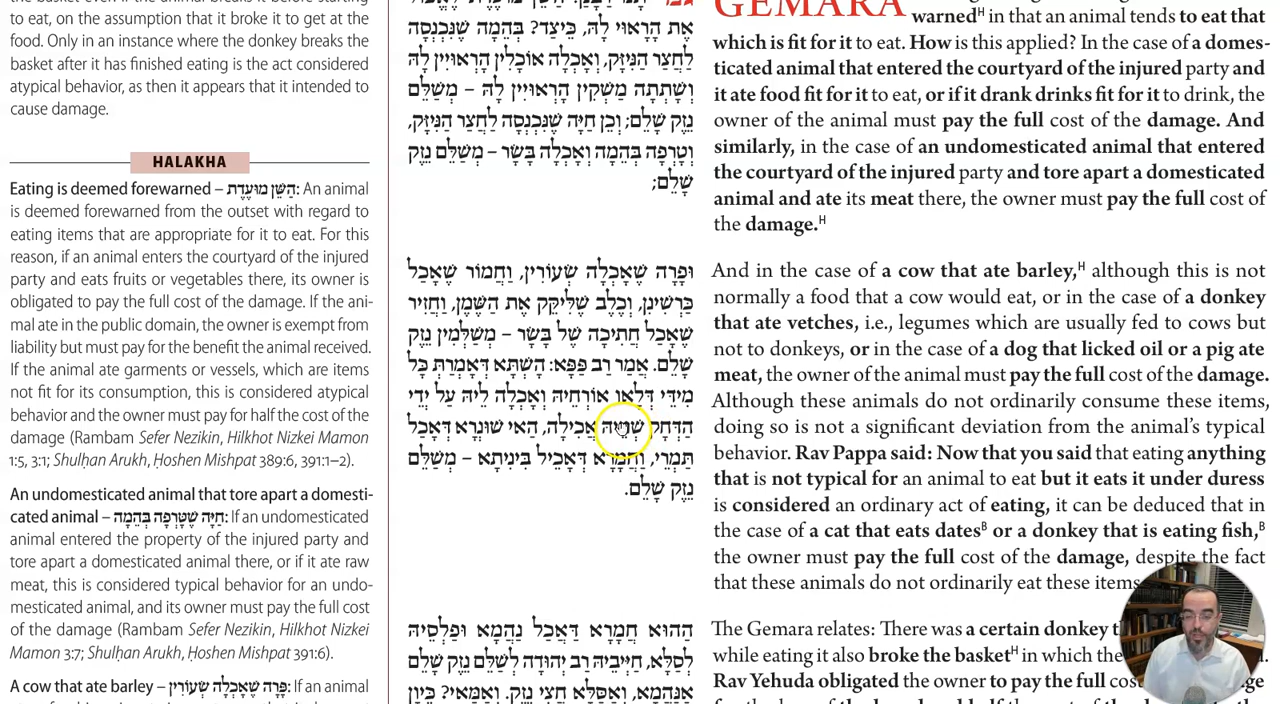 the basket even if the animal breaks it before starting
to eat, on the assumption that it broke it to get at the
food. Only in an instance where the donkey breaks the
basket after it has finished eating is the act considered
atypical behavior, as then it appears that it intended to
cause damage.
HALAKHA
Eating is deemed forewarned – הַשֵּׁן מוּעֶדֶת: An animal
is deemed forewarned from the outset with regard to
eating items that are appropriate for it to eat. For this
reason, if an animal enters the courtyard of the injured
party and eats fruits or vegetables there, its owner is
obligated to pay the full cost of the damage. If the ani-
mal ate in the public domain, the owner is exempt from
liability but must pay for the benefit the animal received.
If the animal ate garments or vessels, which are items
not fit for its consumption, this is considered atypical
behavior and the owner must pay for half the cost of the
damage (Rambam Sefer Nezikin, Hilkhot Nizkei Mamon
1:5, 3:1; Shulḥan Arukh, Ḥoshen Mishpat 389:6, 391:1–2).
An undomesticated animal that tore apart a domesti-
cated animal – חַיָּה שֶׁטָּרְפָה בְּהֵמָה: If an undomesticated
animal entered the property of the injured party and
tore apart a domesticated animal there, or if it ate raw
meat, this is considered typical behavior for an undo-
mesticated animal, and its owner must pay the full cost
of the damage (Rambam Sefer Nezikin, Hilkhot Nizkei
Mamon 3:7; Shulḥan Arukh, Ḥoshen Mishpat 391:6).
A cow that ate barley – פָּרָה שֶׁאָכְלָה שְׂעוֹרִין: If an animal
אֶת הָרָאוּי לָהּ, כֵּיצַד? בְּהֵמָה שֶׁנִּכְנְסָה
לַחֲצַר הַנִּיזָּק, וְאָכְלָה אוֹכָלִין הָרְאוּיִין לָהּ
וְשָׁתְתָה מַשְׁקִין הָרְאוּיִין לָהּ – מְשַׁלֵּם
נֶזֶק שָׁלֵם; וְכֵן חַיָּה שֶׁנִּכְנְסָה לַחֲצַר הַנִּיזָּק,
וְטָרְפָה בְּהֵמָה וְאָכְלָה בָּשָׂר – מְשַׁלֵּם נֶזֶק
שָׁלֵם;
וּפָרָה שֶׁאָכְלָה שְׂעוֹרִין, וַחֲמוֹר שֶׁאָכַל
כַּרְשִׁינִן, וְכֶלֶב שֶׁלִּיקֵּק אֶת הַשֶּׁמֶן, וַחֲזִיר
שֶׁאָכַל חֲתִיכָה שֶׁל בָּשָׂר – מְשַׁלְּמִין נֶזֶק
שָׁלֵם. אָמַר רַב פַּפָּא: הַשְׁתָּא דְּאָמְרַתְּ כָּל
מִידֵּי דְּלָאו אוֹרְחֵיהּ וְאָכְלָה לֵיהּ עַל יְדֵי
הַדְּחָק שְׁמֵיהּ אֲכִילָה, הַאי שׁוּנָּרָא דְּאָכַל
תַּמְרֵי, וַחֲמָרָא דְּאָכֵיל בִּינִיתָא – מְשַׁלֵּם
נֶזֶק שָׁלֵם.
הַהוּא חֲמָרָא דַּאֲכַל נַהֲמָא וּפַלְסֵיהּ
לְסַלָּא, חַיְּיבֵיהּ רַב יְהוּדָה לְשַׁלֵּם נֶזֶק שָׁלֵם
אַנַּהֲמָא, וְאַסַּלָּא חֲצִי נֶזֶק. וְאַמַּאי? כֵּיוָן
GEMARA warnedᴴ in that an animal tends to eat that
which is fit for it to eat. How is this applied? In the case of a domes-
ticated animal that entered the courtyard of the injured party and
it ate food fit for it to eat, or if it drank drinks fit for it to drink, the
owner of the animal must pay the full cost of the damage. And
similarly, in the case of an undomesticated animal that entered
the courtyard of the injured party and tore apart a domesticated
animal and ate its meat there, the owner must pay the full cost of
the damage.ᴴ
And in the case of a cow that ate barley,ᴴ although this is not
normally a food that a cow would eat, or in the case of a donkey
that ate vetches, i.e., legumes which are usually fed to cows but
not to donkeys, or in the case of a dog that licked oil or a pig ate
meat, the owner of the animal must pay the full cost of the damage.
Although these animals do not ordinarily consume these items,
doing so is not a significant deviation from the animal's typical
behavior. Rav Pappa said: Now that you said that eating anything
that is not typical for an animal to eat but it eats it under duress
is considered an ordinary act of eating, it can be deduced that in
the case of a cat that eats datesᴮ or a donkey that is eating fish,ᴮ
the owner must pay the full cost of the damage, despite the fact
that these animals do not ordinarily eat these items
The Gemara relates: There was a certain donkey
while eating it also broke the basketᴴ in which the
Rav Yehuda obligated the owner to pay the full